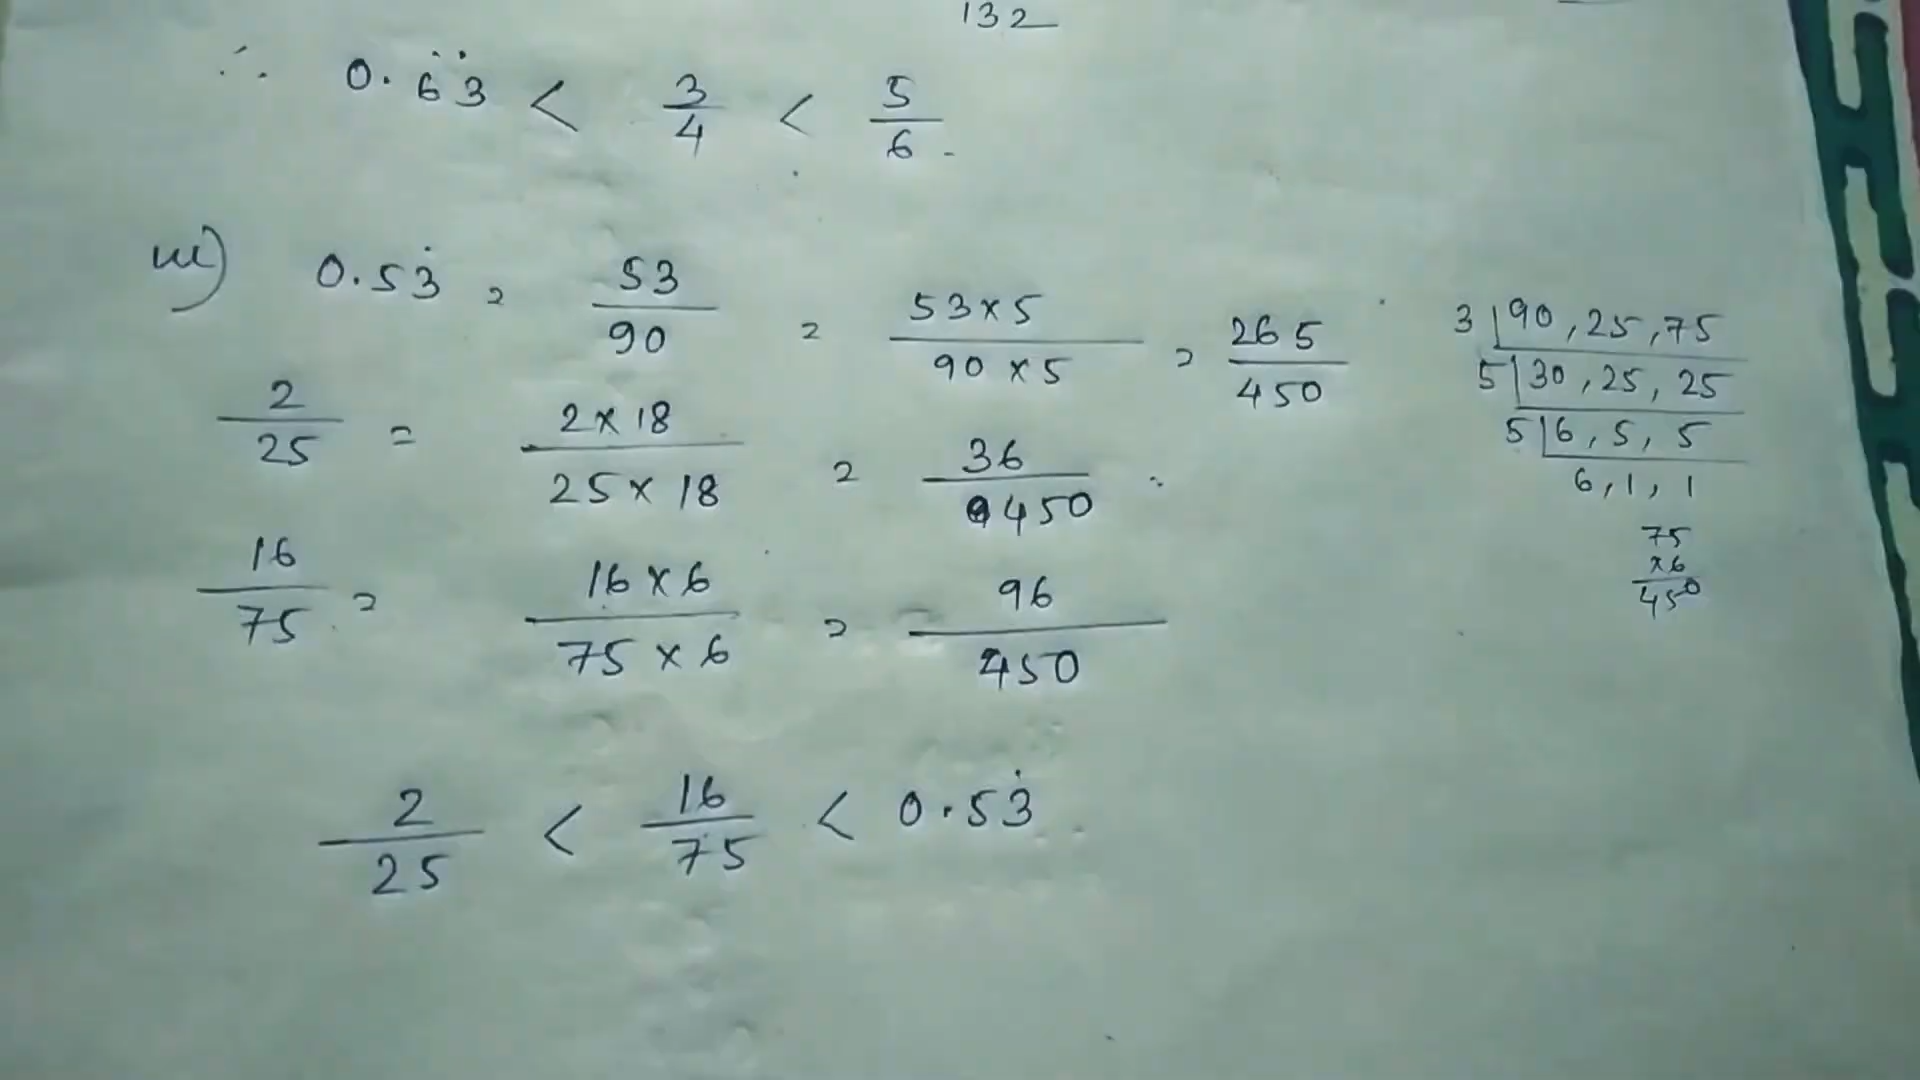 132
∴ 0.6̇3̇ < 3/4 < 5/6.
iii) 0.53̇ = 53/90 = 53×5/90×5 = 265/450
2/25 = 2×18/25×18 = 36/450
16/75 = 16×6/75×6 = 96/450
2/25 < 16/75 < 0.53̇
3|90,25,75
5|30,25,25
5|6,5,5
6,1,1
75
×6
450